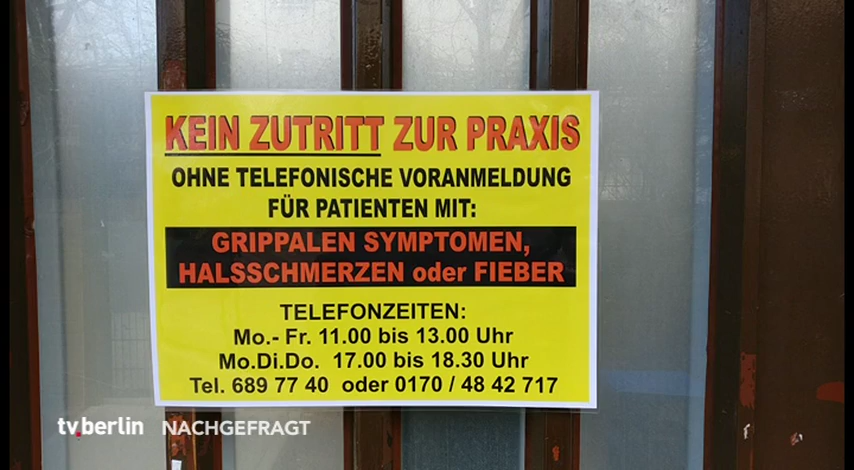 KEIN ZUTRITT ZUR PRAXIS
OHNE TELEFONISCHE VORANMELDUNG
FÜR PATIENTEN MIT:
GRIPPALEN SYMPTOMEN,
HALSSCHMERZEN oder FIEBER
TELEFONZEITEN:
Mo.- Fr. 11.00 bis 13.00 Uhr
Mo.Di.Do. 17.00 bis 18.30 Uhr
Tel. 689 77 40 oder 0170 / 48 42 717
tv.berlin NACHGEFRAGT